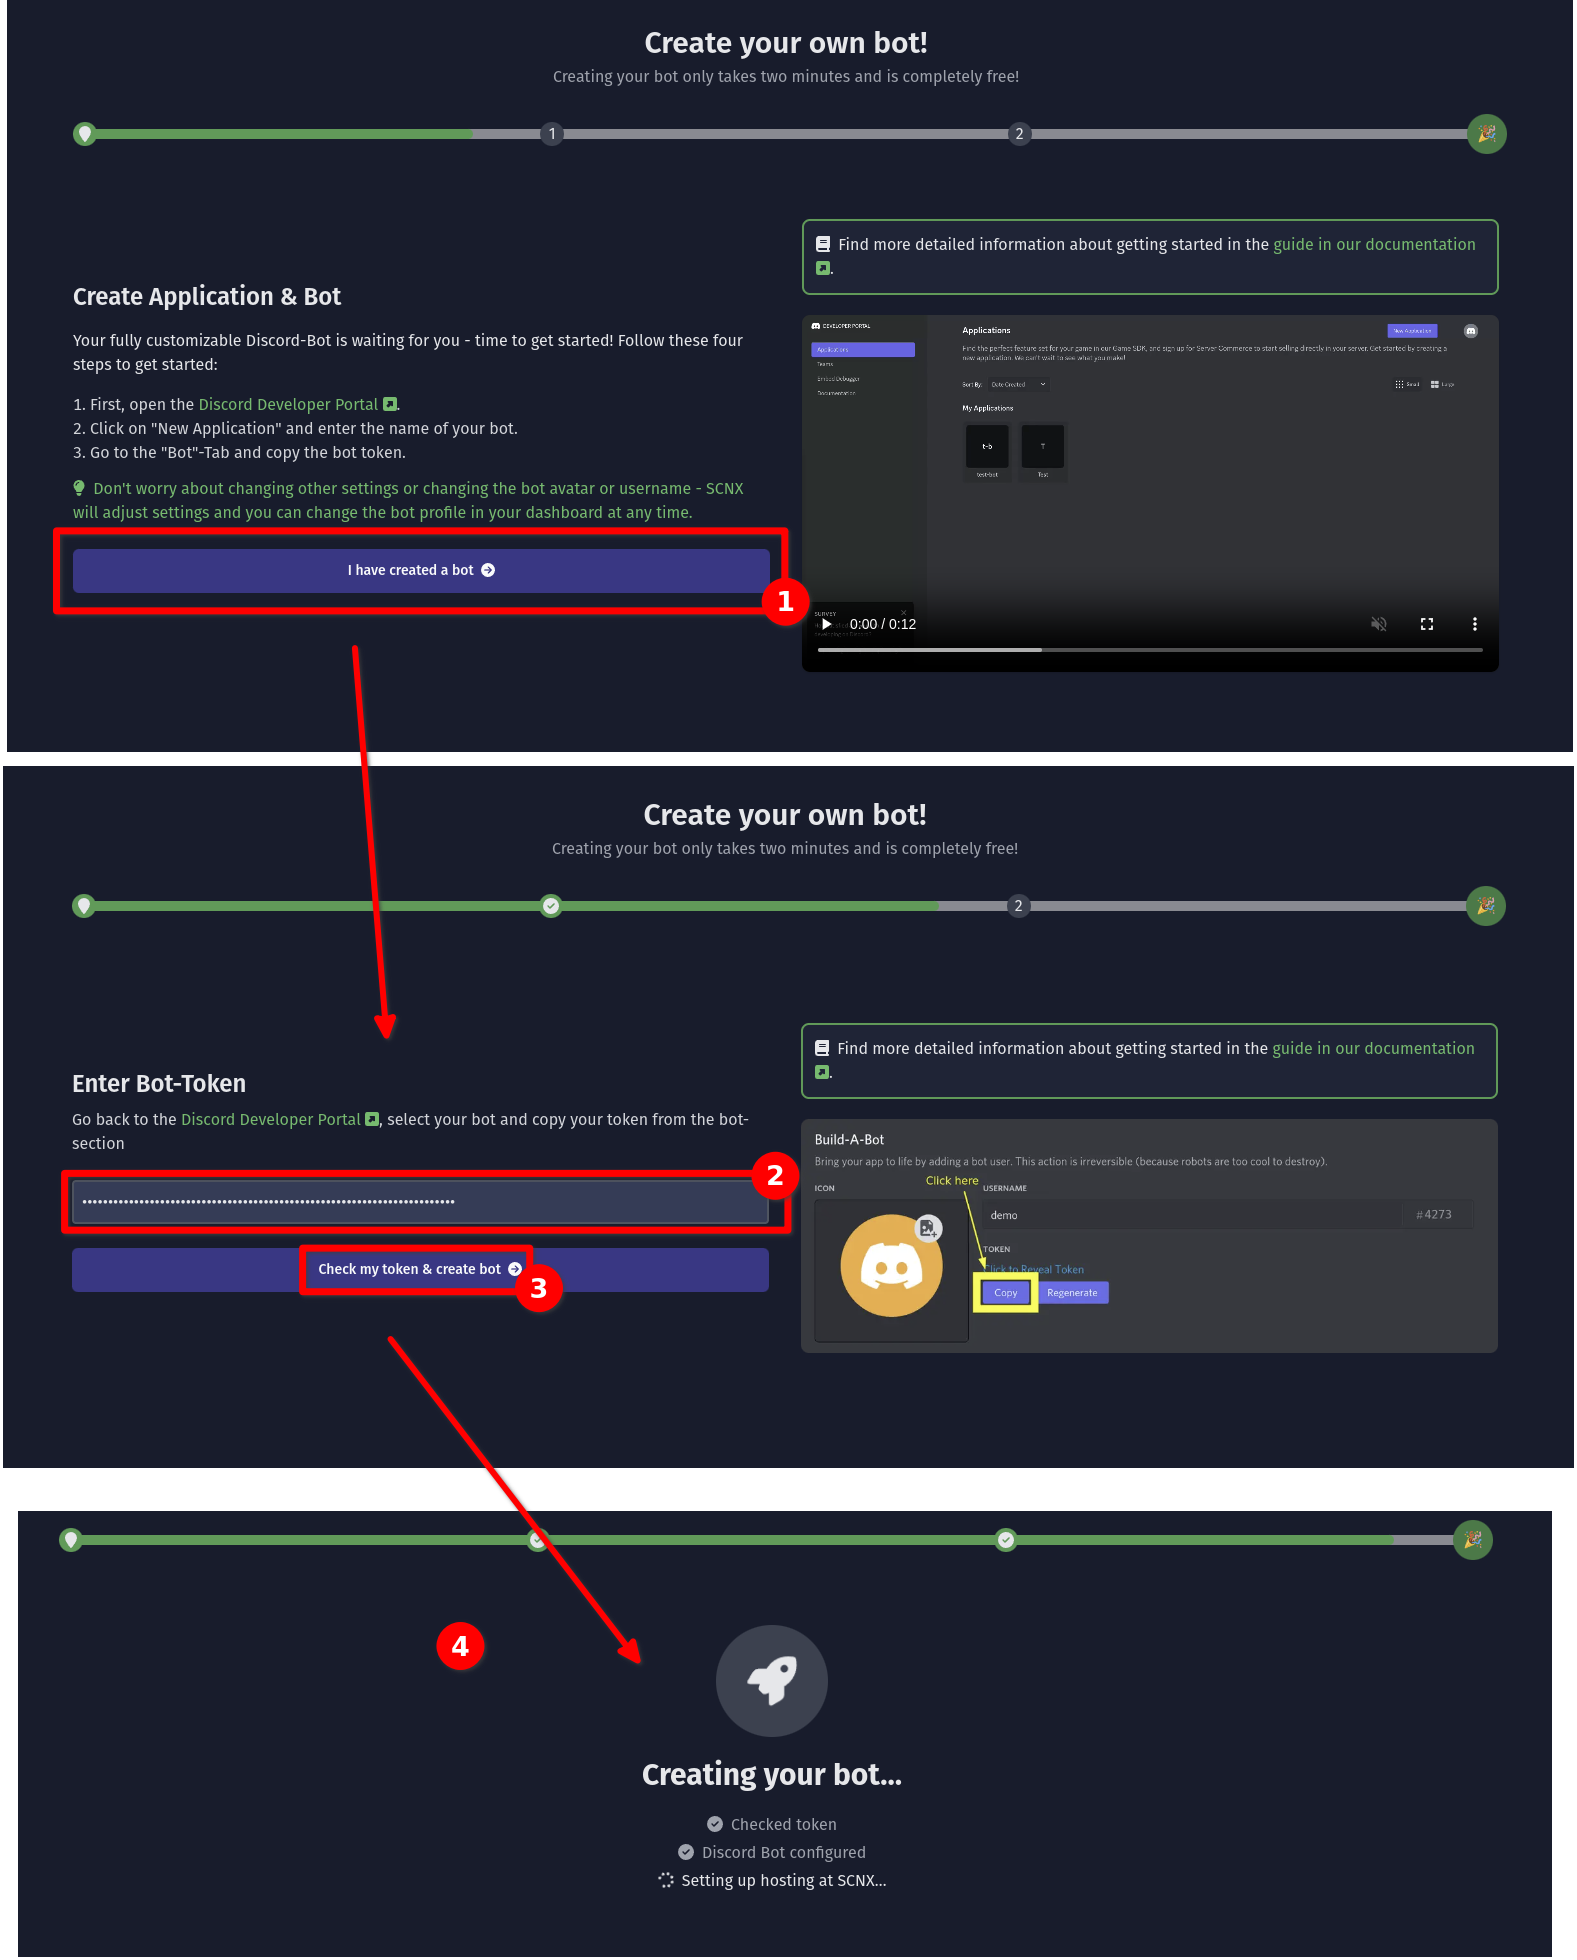 Create your own bot!
Creating your bot only takes two minutes and is completely free!
1
2
Create Application & Bot
Your fully customizable Discord-Bot is waiting for you - time to get started! Follow these four
steps to get started:
1. First, open the Discord Developer Portal.
2. Click on "New Application" and enter the name of your bot.
3. Go to the "Bot"-Tab and copy the bot token.
Don't worry about changing other settings or changing the bot avatar or username - SCNX
will adjust settings and you can change the bot profile in your dashboard at any time.
I have created a bot
1
Find more detailed information about getting started in the guide in our documentation
.
DEVELOPER PORTAL
Applications
Teams
Embed Debugger
Documentation
Applications
New Application
Find the perfect feature set for your game in our Game SDK, and sign up for Server Commerce to start selling directly in your server. Get started by creating a
new application. We can't wait to see what you make!
Sort By: Date Created
Small
Large
My Applications
t-b
T
test-bot
Test
SURVEY
0:00 / 0:12
Create your own bot!
Creating your bot only takes two minutes and is completely free!
2
Enter Bot-Token
Go back to the Discord Developer Portal, select your bot and copy your token from the bot-
section
2
Check my token & create bot
3
Find more detailed information about getting started in the guide in our documentation
.
Build-A-Bot
Bring your app to life by adding a bot user. This action is irreversible (because robots are too cool to destroy).
Click here
ICON
USERNAME
demo
#4273
TOKEN
Click to Reveal Token
Copy
Regenerate
4
Creating your bot...
Checked token
Discord Bot configured
Setting up hosting at SCNX...